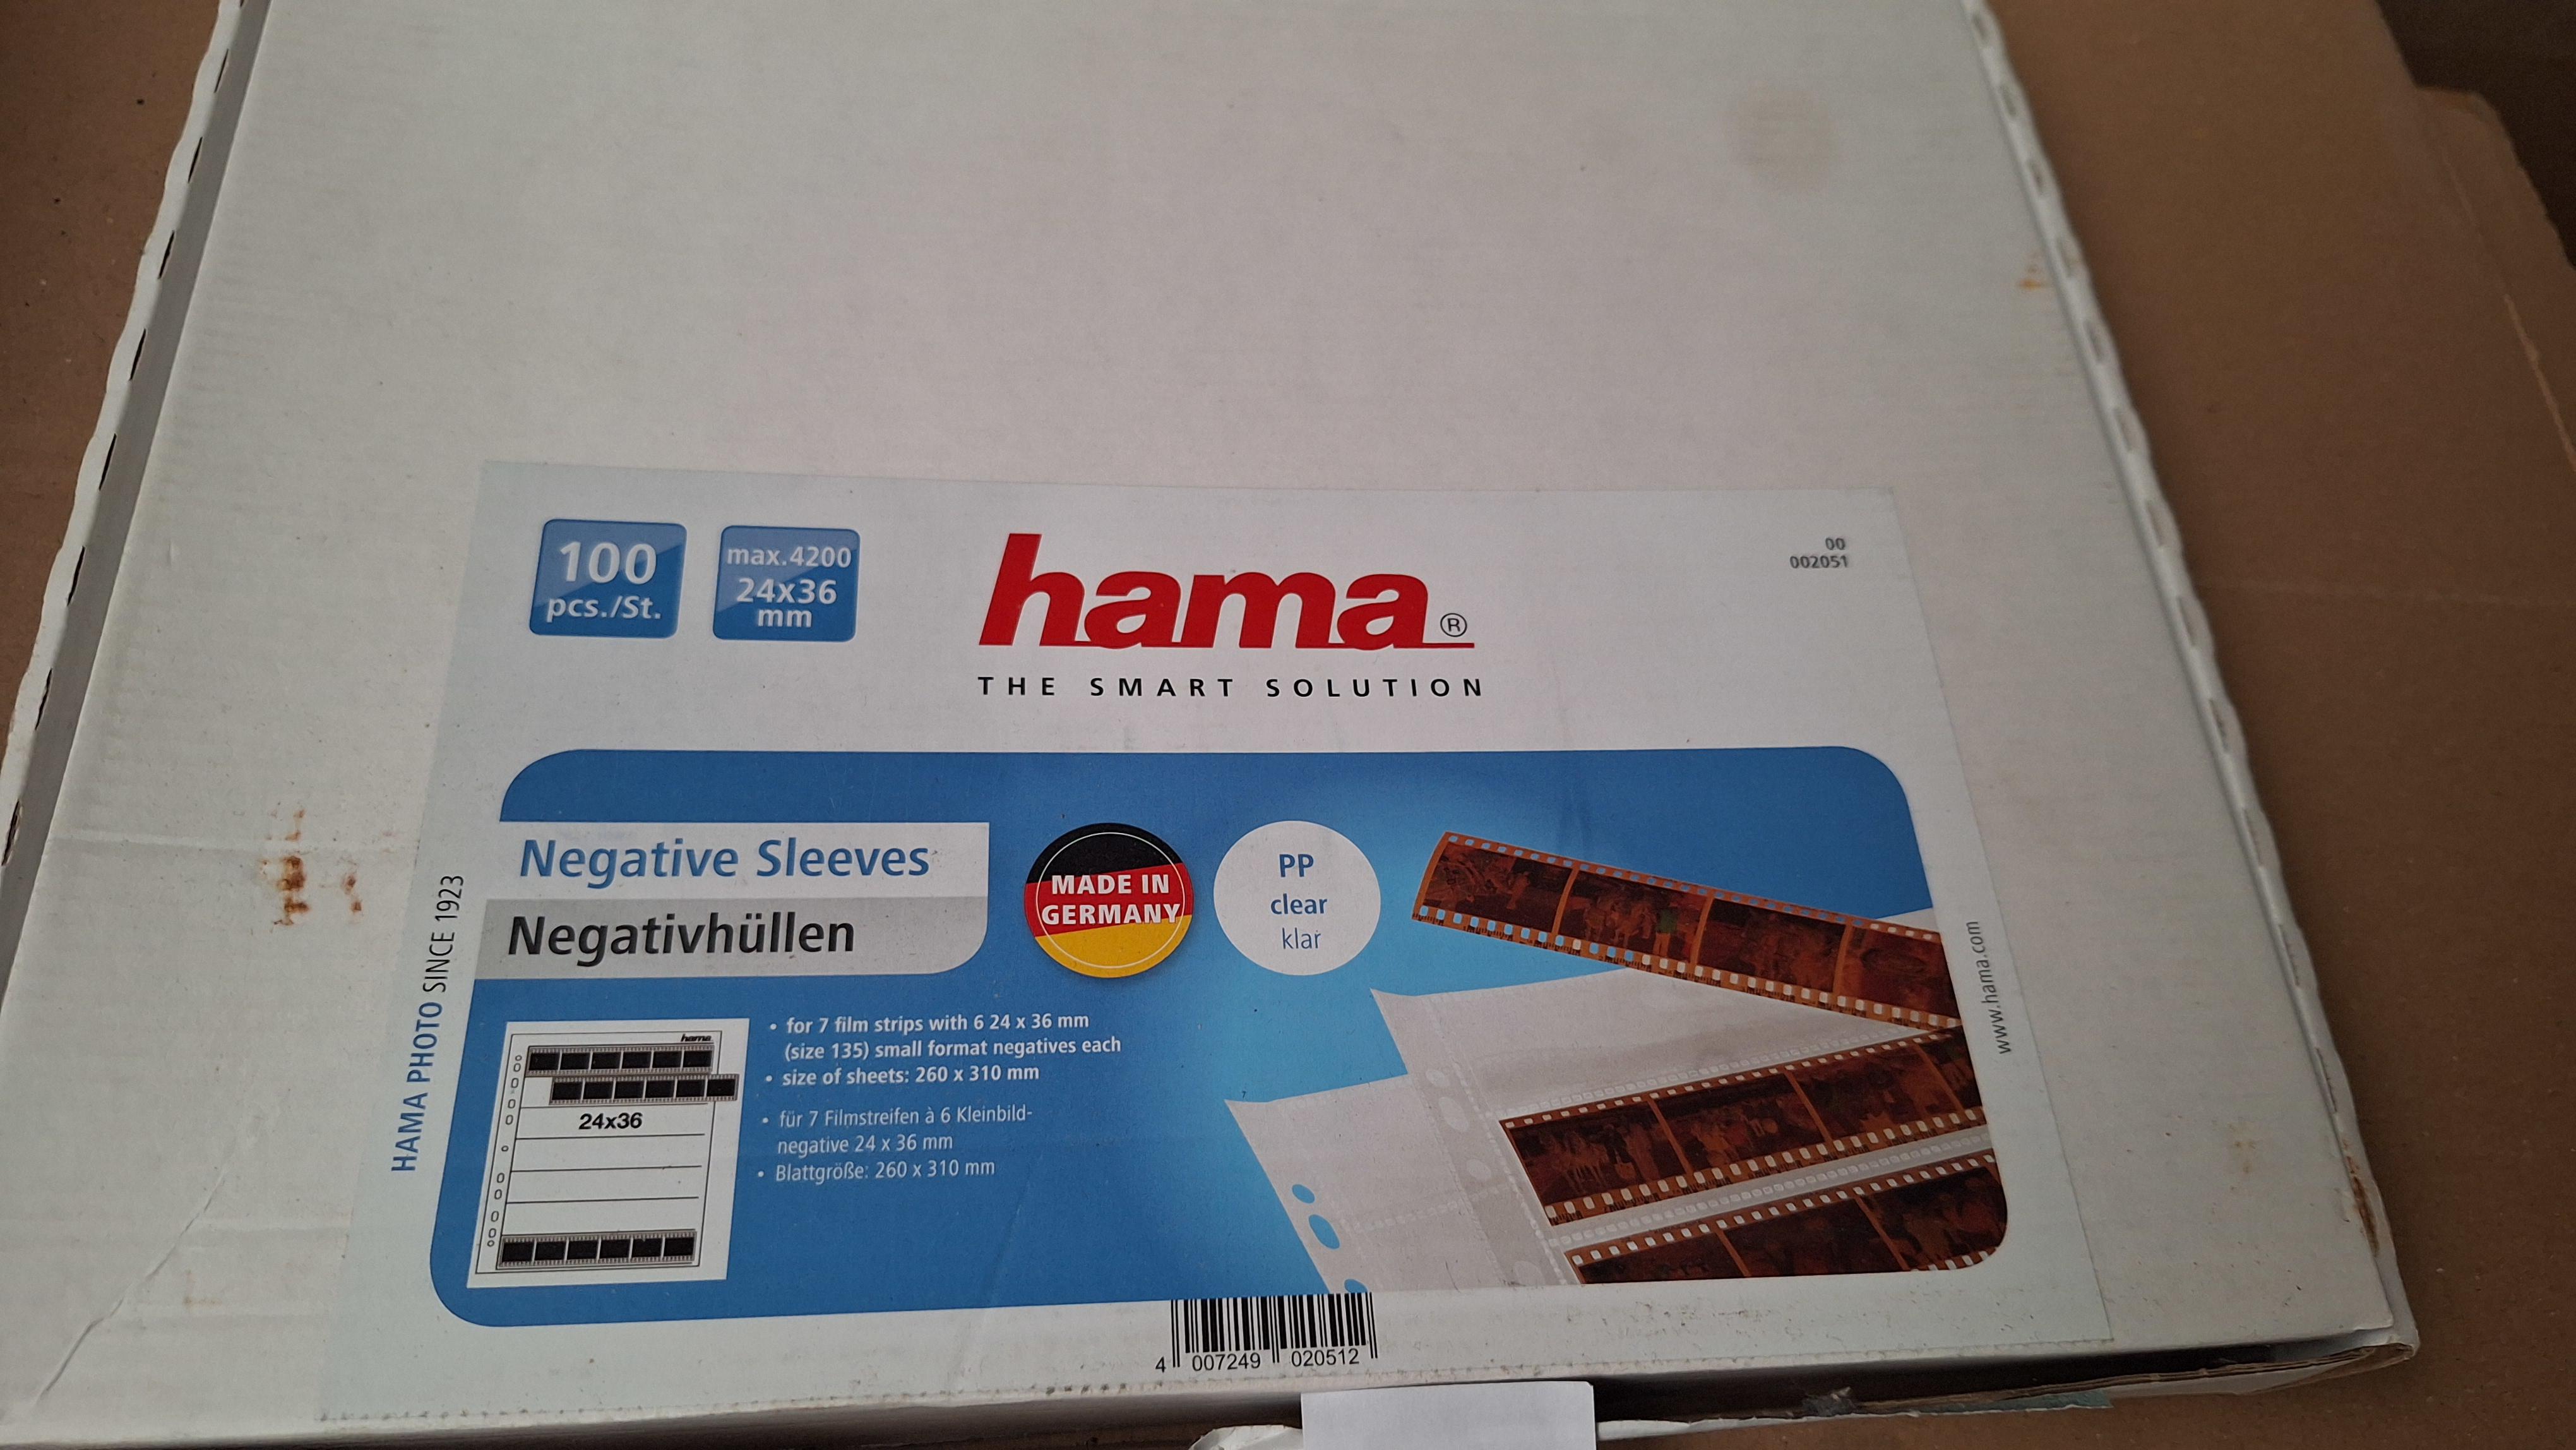 100
pcs./St.
max.4200
24x36
mm
hama®
THE SMART SOLUTION
00
002051
Negative Sleeves
Negativhüllen
MADE IN
GERMANY
PP
clear
klar
HAMA PHOTO SINCE 1923
www.hama.com
hama
24x36
• for 7 film strips with 6 24 x 36 mm
(size 135) small format negatives each
• size of sheets: 260 x 310 mm
• für 7 Filmstreifen à 6 Kleinbild-
negative 24 x 36 mm
• Blattgröße: 260 x 310 mm
4 007249 020512